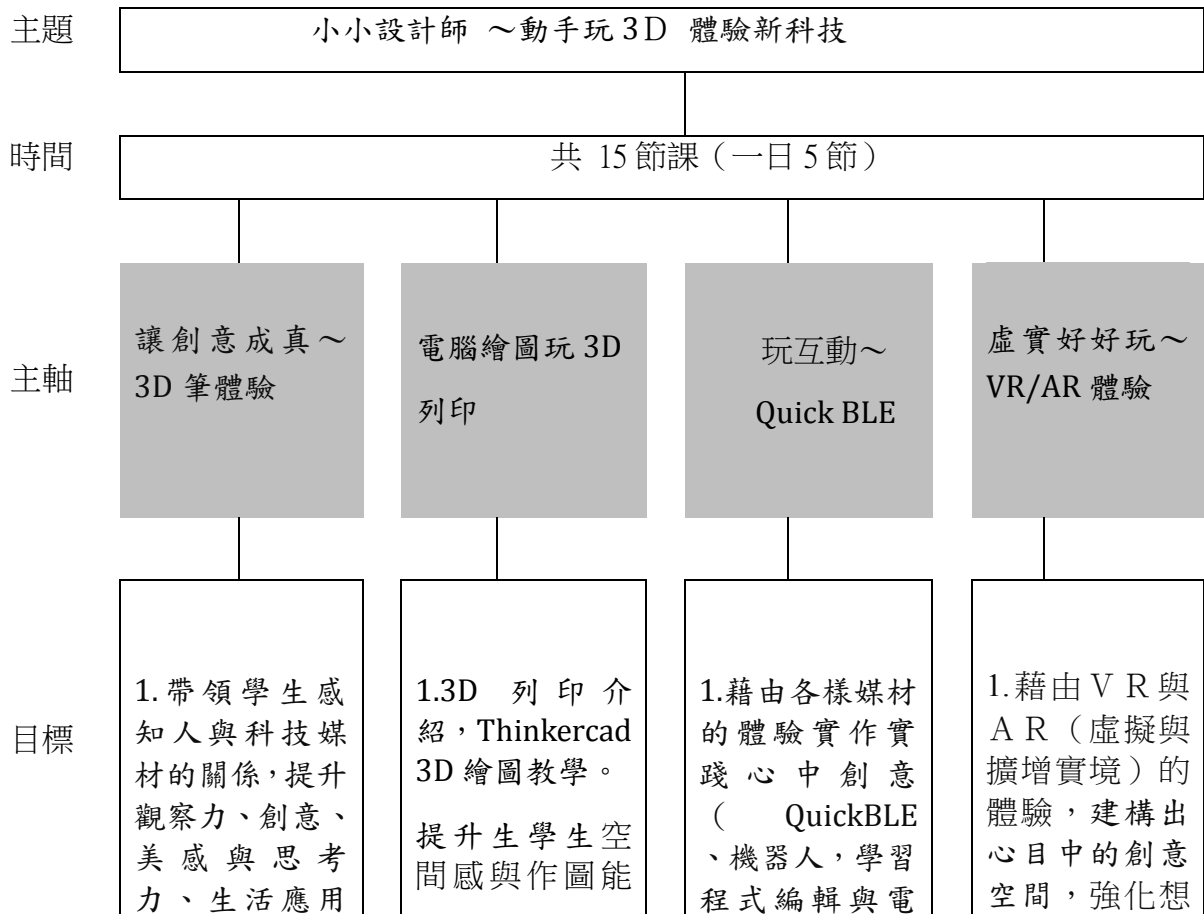 主題
小小設計師 ～動手玩3D 體驗新科技
時間
共 15節課（一日5節）
主軸
讓創意成真～
3D 筆體驗
電腦繪圖玩 3D
列印
玩互動～
Quick BLE
虛實好好玩～
VR/AR 體驗
目標
1.帶領學生感
知人與科技媒
材的關係，提升
觀察力、創意、
美感與思考
力、生活應用
1.3D 列印介
紹，Thinkercad
3D 繪圖教學。
提升生學生空
間感與作圖能
1.藉由各樣媒材
的體驗實作實
踐心中創意
（ QuickBLE
、機器人，學習
程式編輯與電
1.藉由ＶＲ與
ＡＲ（虛擬與
擴增實境）的
體驗，建構出
心目中的創意
空間，強化想